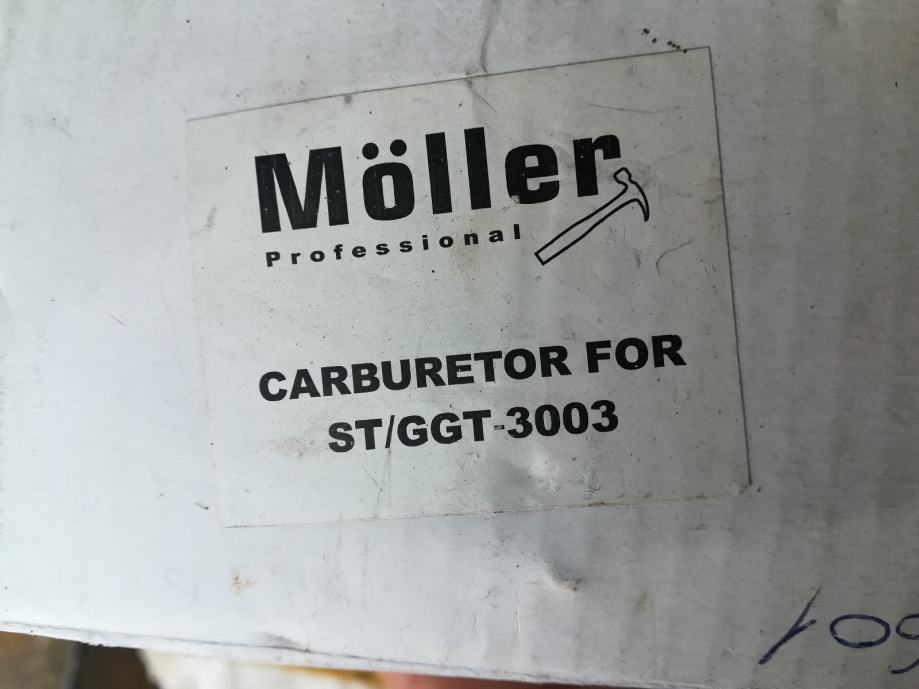 Möller
Professional
CARBURETOR FOR
ST/GGT-3003